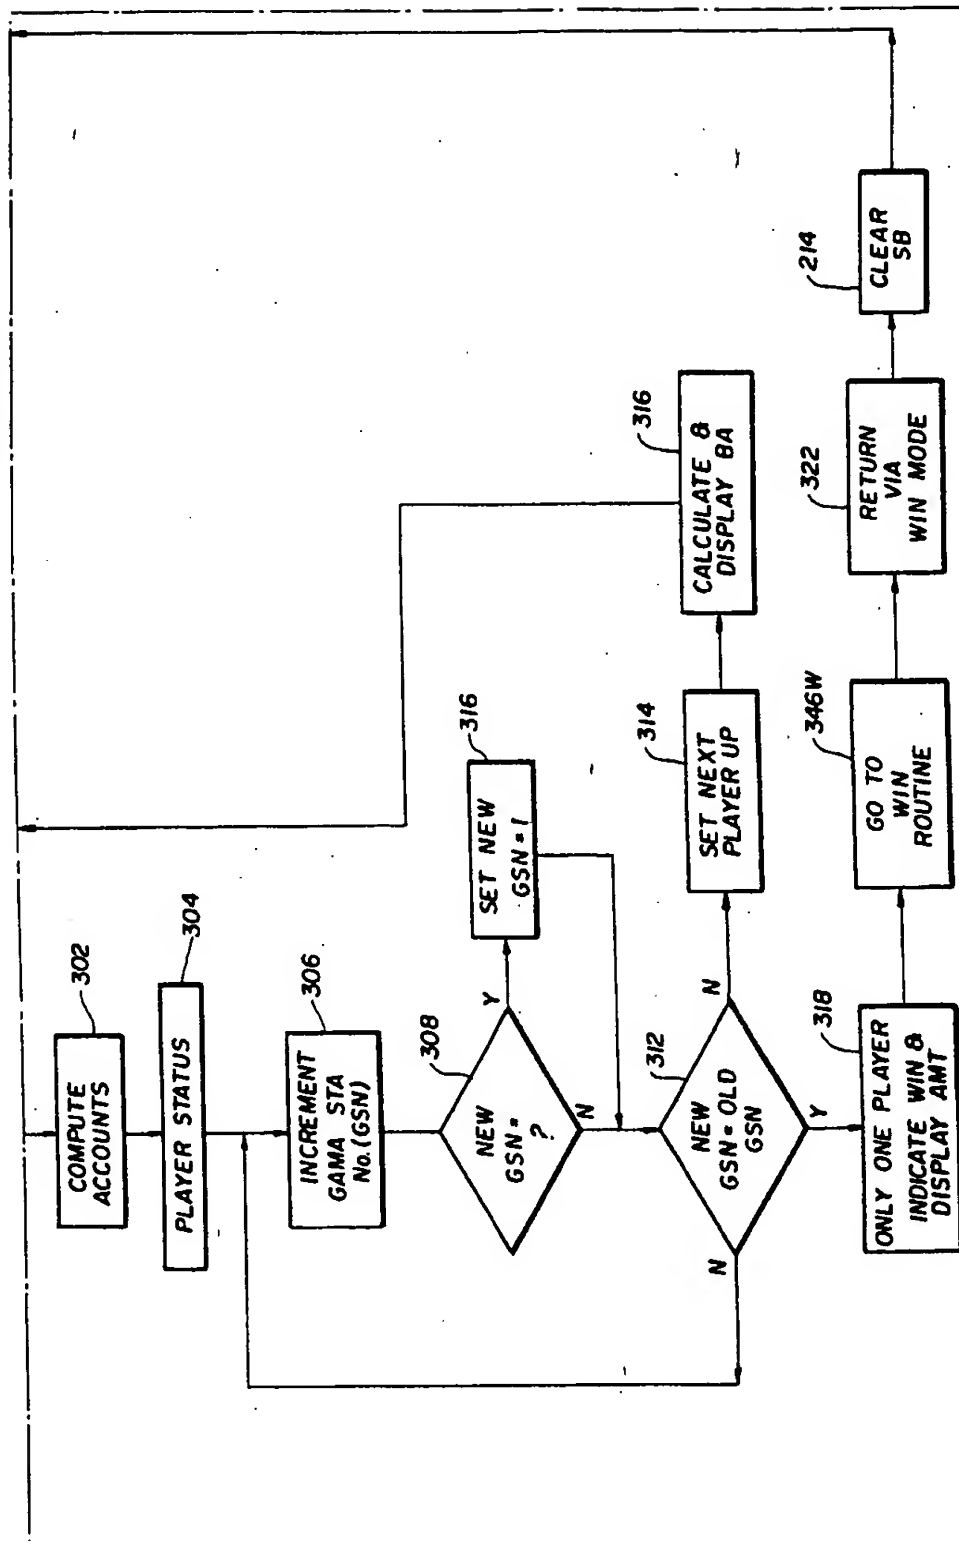 COMPUTE
ACCOUNTS
302
PLAYER STATUS
304
INCREMENT
GAMA STA
No. (GSN)
306
NEW
GSN =
?
308
Y
N
SET NEW
GSN = 1
316
NEW
GSN = OLD
GSN
312
N
N
Y
SET NEXT
PLAYER UP
314
CALCULATE &
DISPLAY BA
316
ONLY ONE PLAYER
INDICATE WIN &
DISPLAY AMT
318
GO TO
WIN
ROUTINE
346W
RETURN
VIA
WIN MODE
322
CLEAR
SB
214